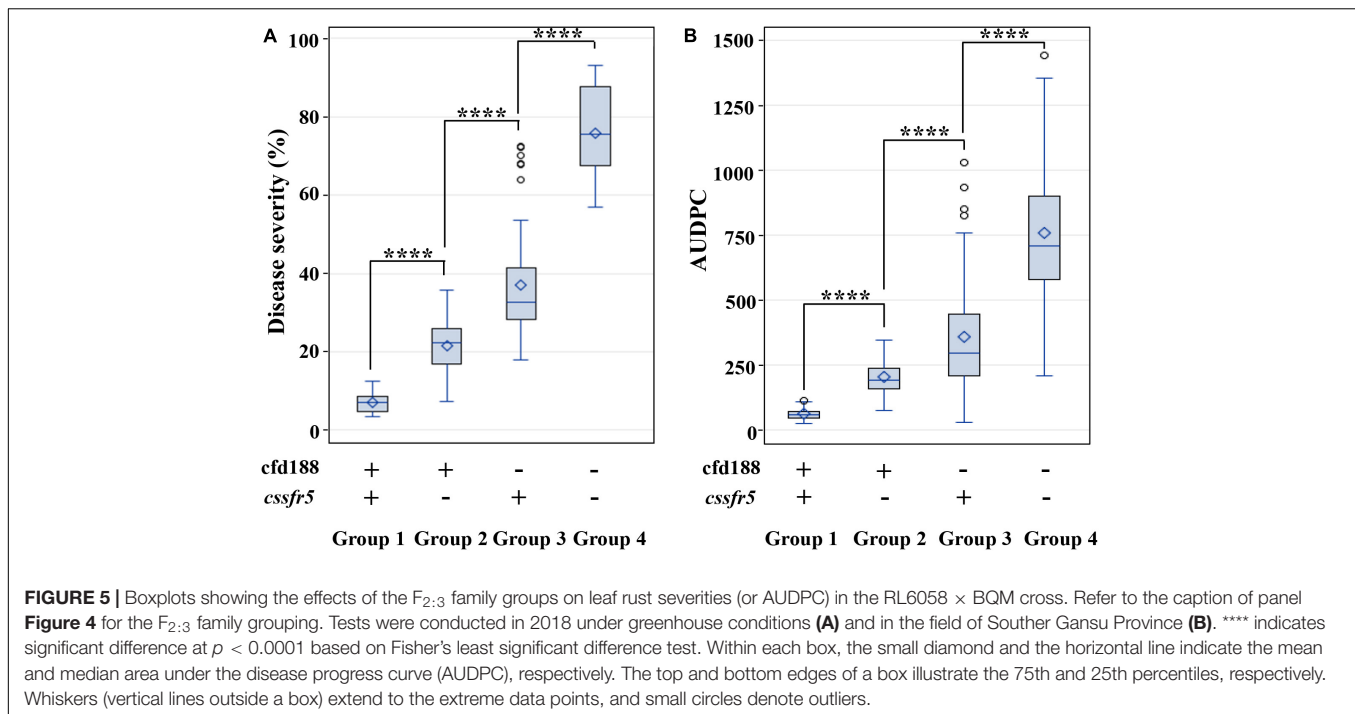 A
Disease severity (%)
100
80
60
40
20
0
****
****
****
B
AUDPC
1500
1250
1000
750
500
250
0
****
****
****
cfd188 + + - -
cssfr5 + - + -
Group 1 Group 2 Group 3 Group 4
+ + - -
+ - + -
Group 1 Group 2 Group 3 Group 4
FIGURE 5 | Boxplots showing the effects of the F2:3 family groups on leaf rust severities (or AUDPC) in the RL6058 × BQM cross. Refer to the caption of panel
Figure 4 for the F2:3 family grouping. Tests were conducted in 2018 under greenhouse conditions (A) and in the field of Souther Gansu Province (B). **** indicates
significant difference at p < 0.0001 based on Fisher's least significant difference test. Within each box, the small diamond and the horizontal line indicate the mean
and median area under the disease progress curve (AUDPC), respectively. The top and bottom edges of a box illustrate the 75th and 25th percentiles, respectively.
Whiskers (vertical lines outside a box) extend to the extreme data points, and small circles denote outliers.